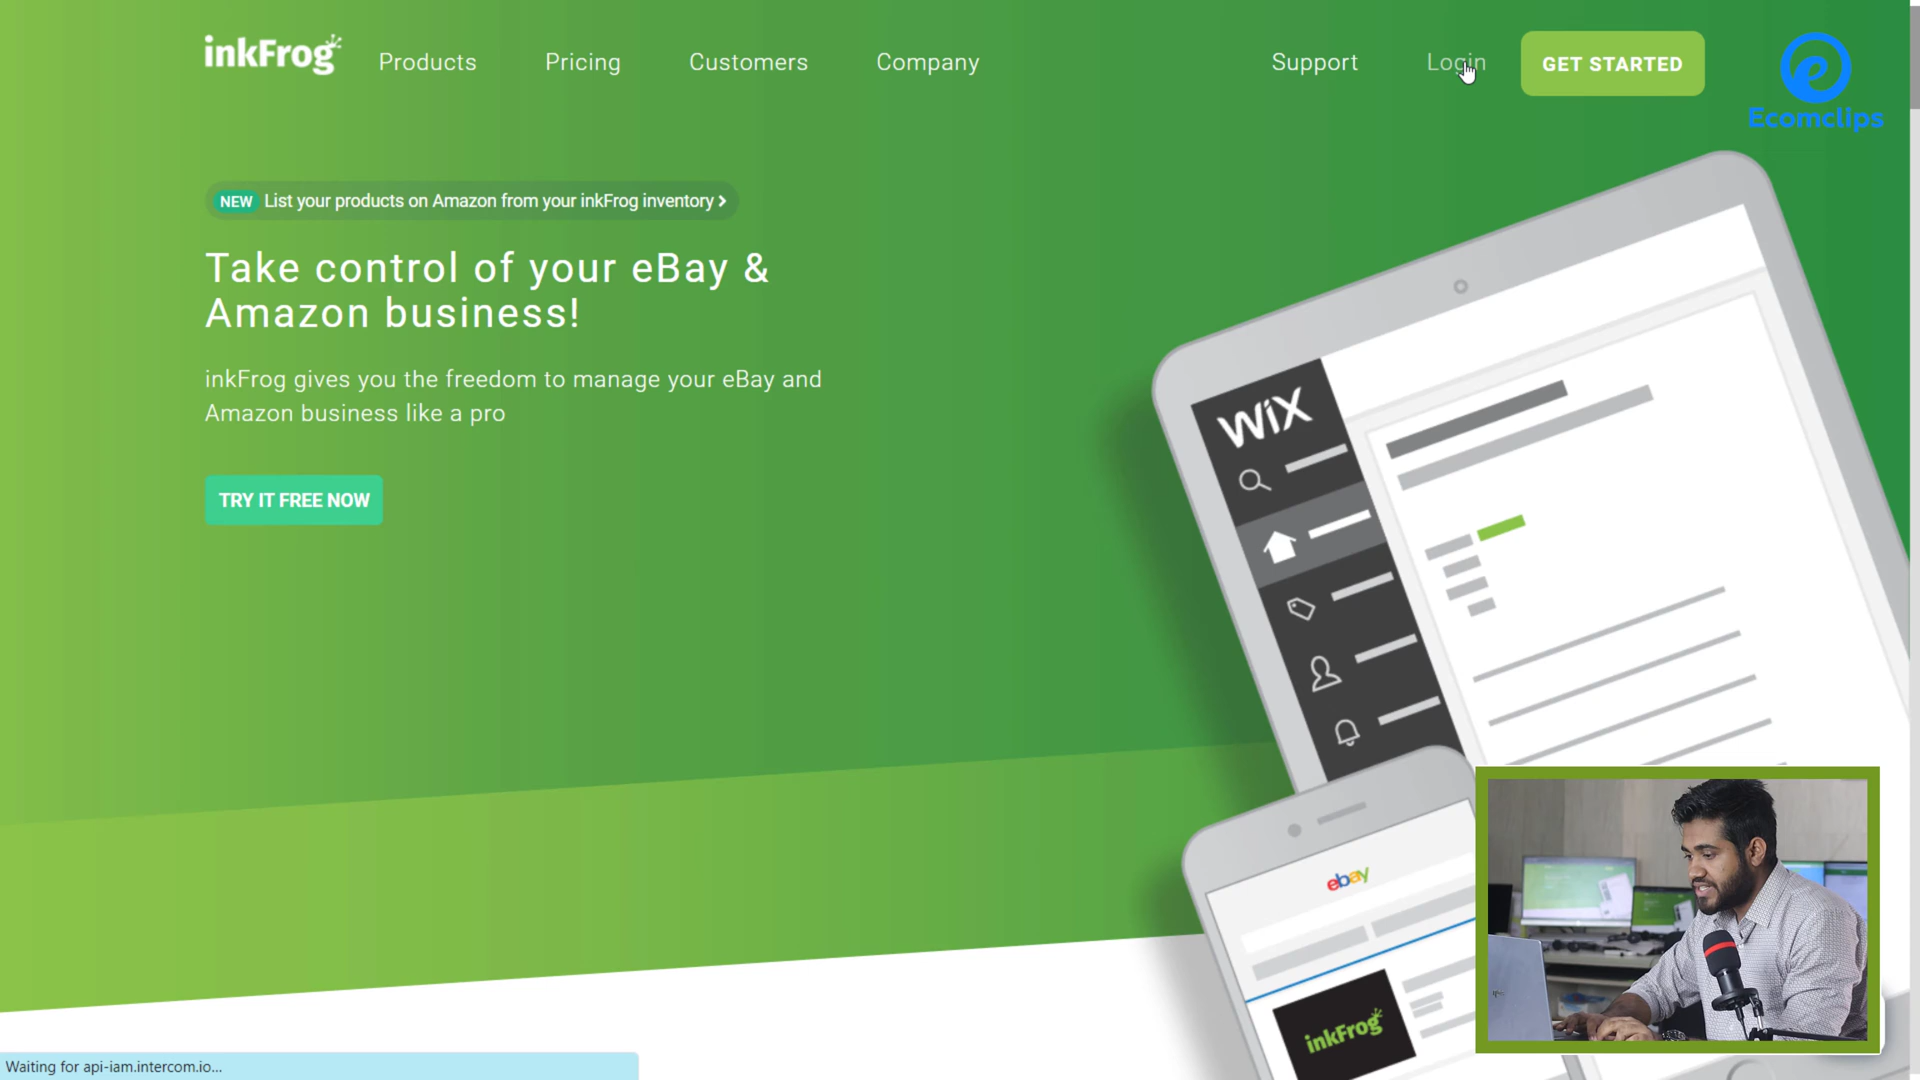 inkFrog
Products
Pricing
Customers
Company
Support
Login
GET STARTED
Ecomclips
NEW List your products on Amazon from your inkFrog inventory >
Take control of your eBay &
Amazon business!
inkFrog gives you the freedom to manage your eBay and
Amazon business like a pro
TRY IT FREE NOW
WiX
ebay
inkFrog
Waiting for api-iam.intercom.io...